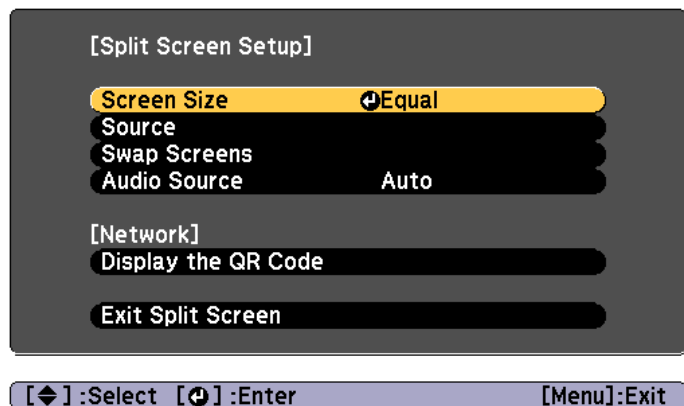 [Split Screen Setup]
Screen Size Equal
Source
Swap Screens
Audio Source Auto
[Network]
Display the QR Code
Exit Split Screen
[◆] :Select [⏎] :Enter [Menu]:Exit